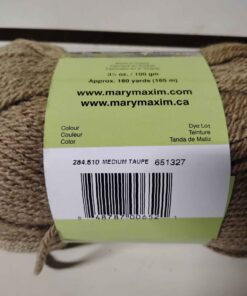 3½ oz. / 100 gm
Approx. 180 yards (165 m)
www.marymaxim.com
www.marymaxim.ca
Colour
Couleur
Color
Dye Lot
Teinture
Tanda de Matiz
284.510 MEDIUM TAUPE 651327